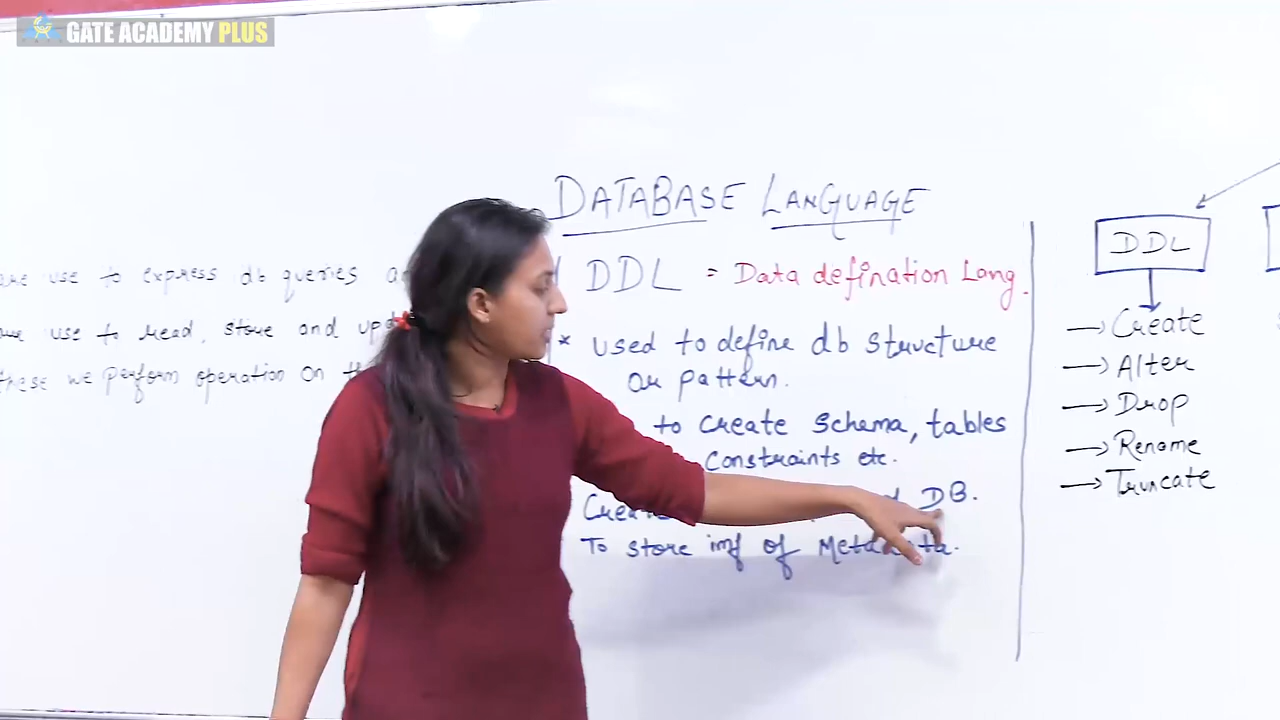 GATE ACADEMY PLUS
DATABASE LANGUAGE
are use to express db queries
use to read, store and upd
these we perform operation on
DDL = Data defination Lang.
* used to define db structure
or pattern.
to create schema, tables
constraints etc.
DB.
To store inf of Metadata.
DDL
→ Create
→ Alter
→ Drop
→ Rename
→ Truncate